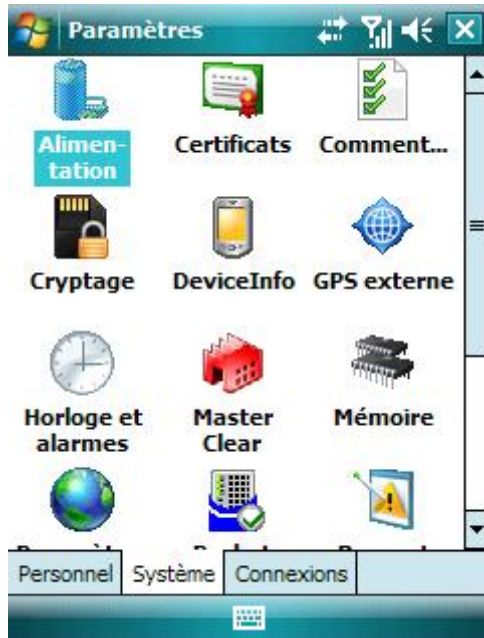 Paramètres
Alimen-
tation
Certificats
Comment...
Cryptage
DeviceInfo
GPS externe
Horloge et
alarmes
Master
Clear
Mémoire
Personnel
Système
Connexions